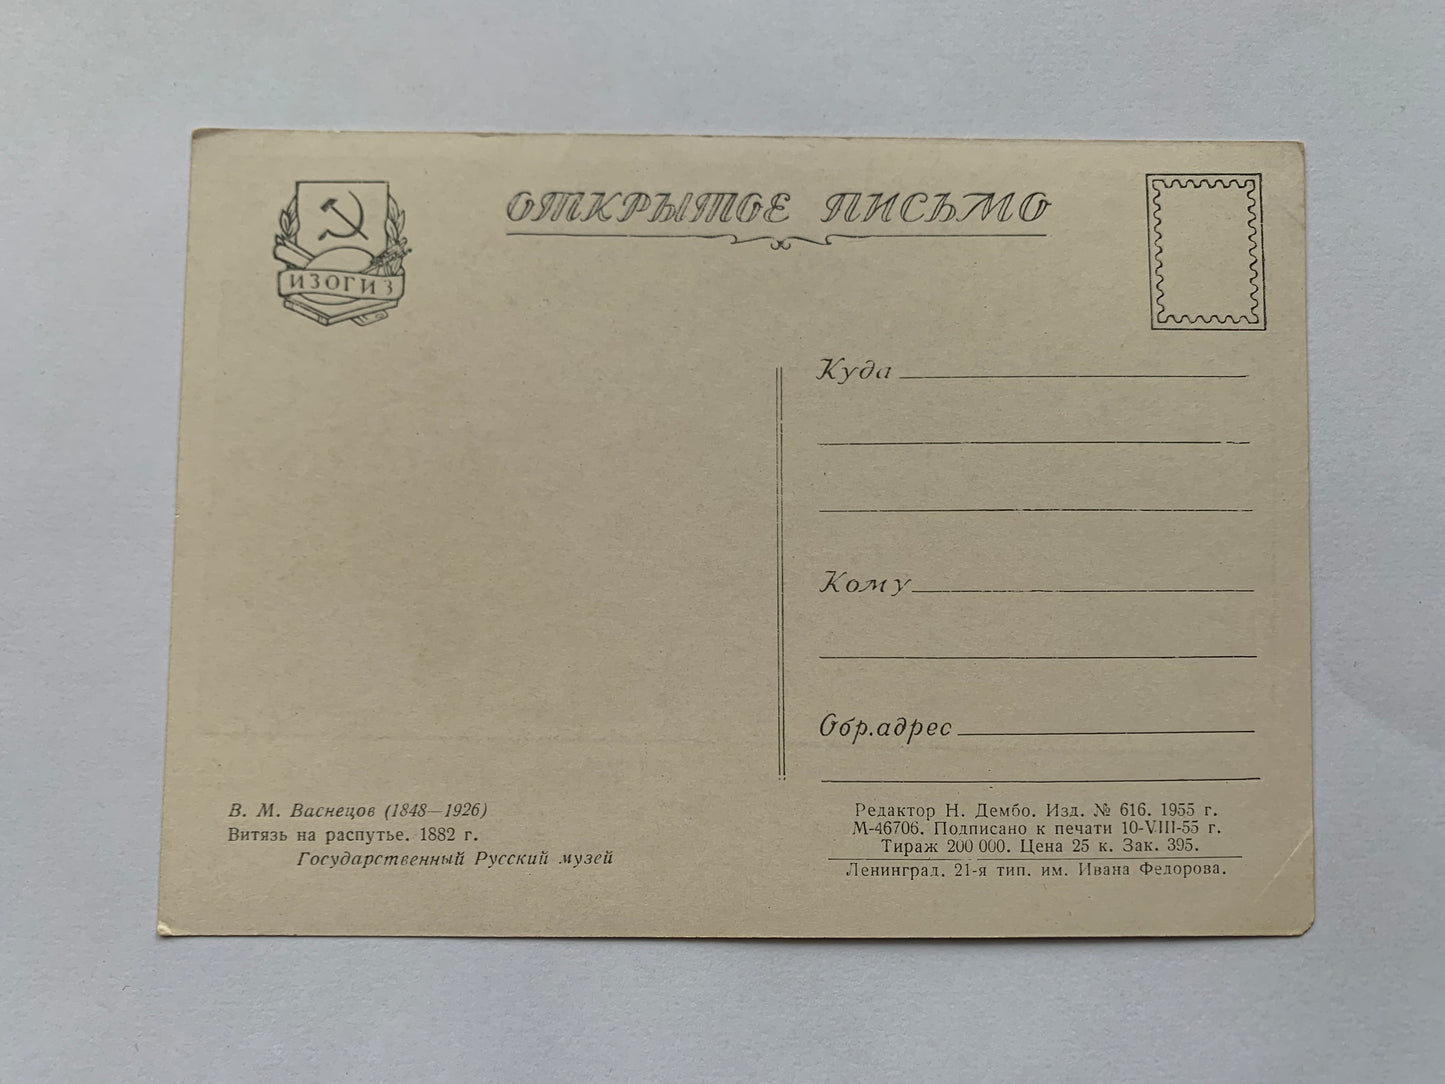 ИЗОГИЗ
ОТКРЫТОЕ ПИСЬМО
Куда
Кому
Обр.адрес
В. М. Васнецов (1848—1926)
Витязь на распутье. 1882 г.
Государственный Русский музей
Редактор Н. Дембо. Изд. № 616. 1955 г.
М-46706. Подписано к печати 10-VIII-55 г.
Тираж 200 000. Цена 25 к. Зак. 395.
Ленинград. 21-я тип. им. Ивана Федорова.